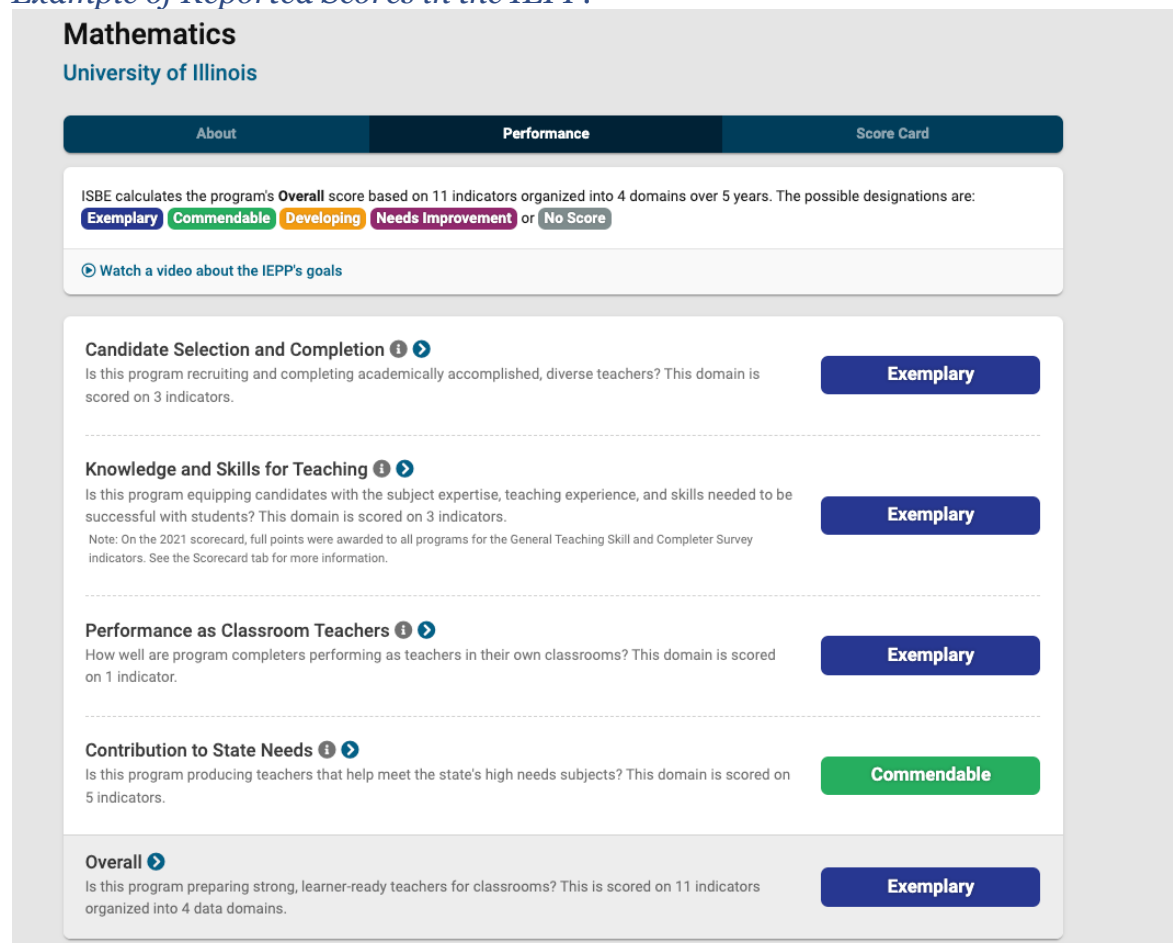 Example of Reported Scores in the IEPP.
Mathematics
University of Illinois
About
Performance
Score Card
ISBE calculates the program's Overall score based on 11 indicators organized into 4 domains over 5 years. The possible designations are:
Exemplary Commendable Developing Needs Improvement or No Score
Watch a video about the IEPP's goals
Candidate Selection and Completion
Is this program recruiting and completing academically accomplished, diverse teachers? This domain is
scored on 3 indicators.
Exemplary
Knowledge and Skills for Teaching
Is this program equipping candidates with the subject expertise, teaching experience, and skills needed to be
successful with students? This domain is scored on 3 indicators.
Note: On the 2021 scorecard, full points were awarded to all programs for the General Teaching Skill and Completer Survey
indicators. See the Scorecard tab for more information.
Exemplary
Performance as Classroom Teachers
How well are program completers performing as teachers in their own classrooms? This domain is scored
on 1 indicator.
Exemplary
Contribution to State Needs
Is this program producing teachers that help meet the state's high needs subjects? This domain is scored on
5 indicators.
Commendable
Overall
Is this program preparing strong, learner-ready teachers for classrooms? This is scored on 11 indicators
organized into 4 data domains.
Exemplary